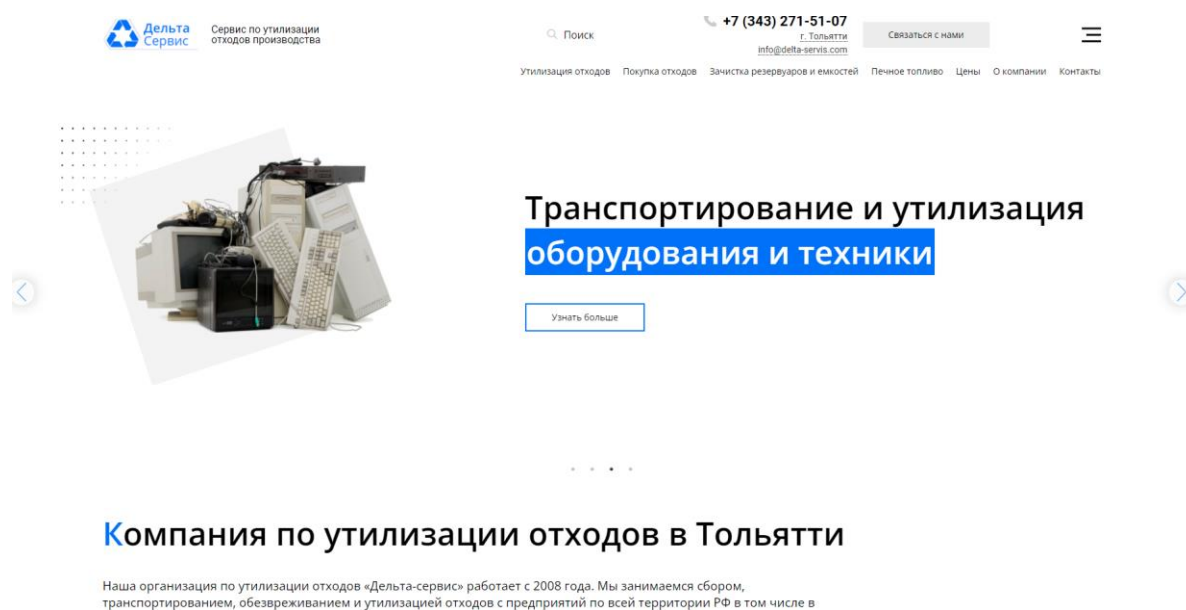 Дельта
Сервис
Сервис по утилизации
отходов производства
Поиск
+7 (343) 271-51-07
г. Тольятти
info@delta-servis.com
Связаться с нами
Утилизация отходов Покупка отходов Зачистка резервуаров и емкостей Печное топливо Цены О компании Контакты
Транспортирование и утилизация
оборудования и техники
Узнать больше
Компания по утилизации отходов в Тольятти
Наша организация по утилизации отходов «Дельта-сервис» работает с 2008 года. Мы занимаемся сбором,
транспортированием, обезвреживанием и утилизацией отходов с предприятий по всей территории РФ в том числе в